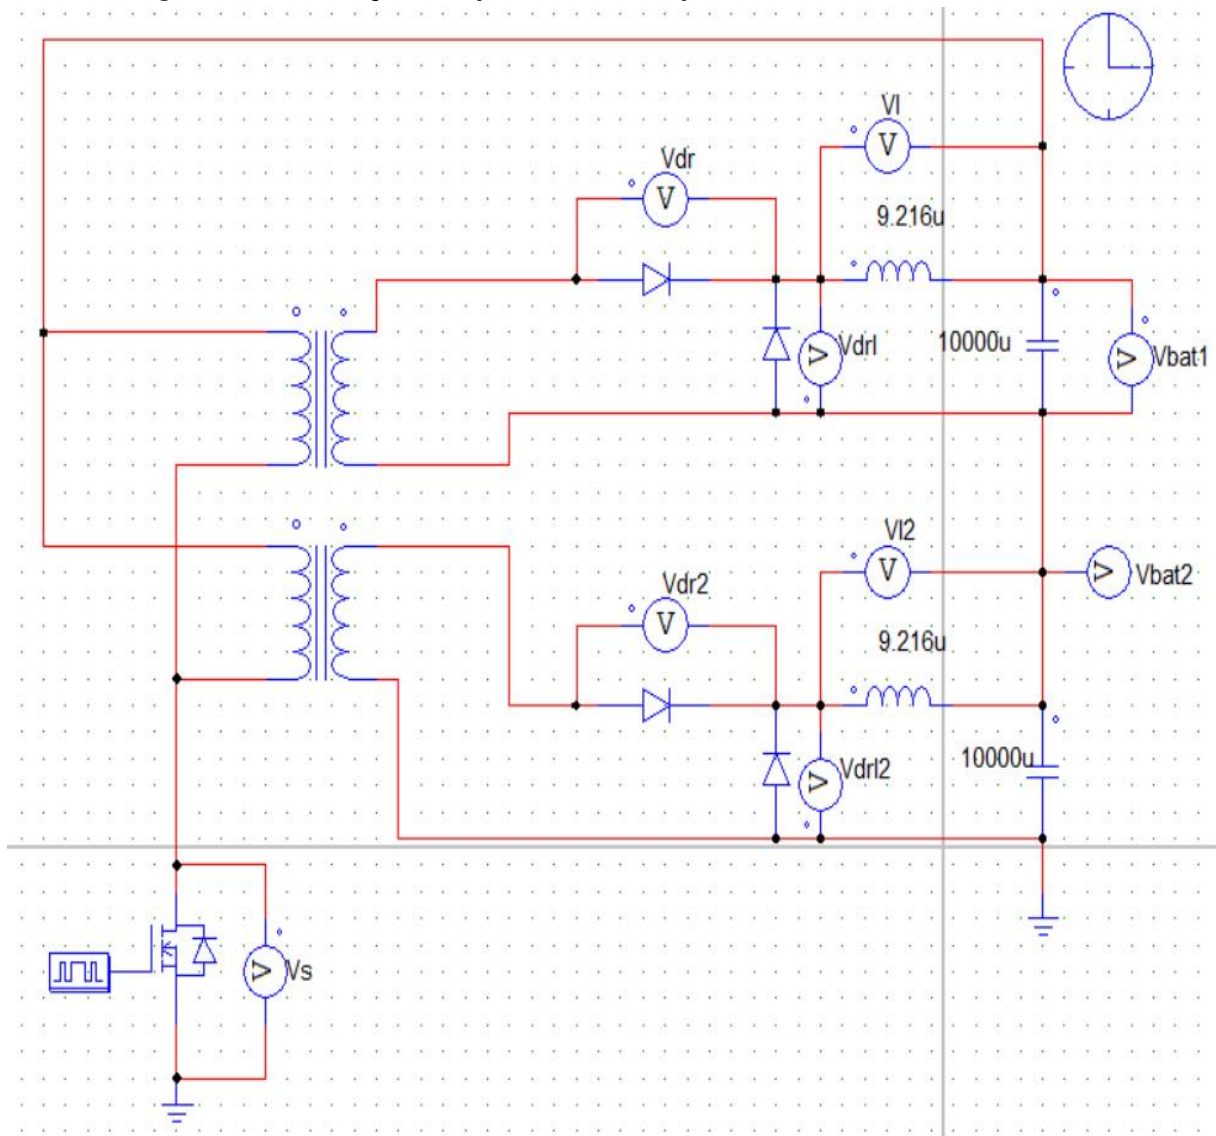 Vl
Vdr
9.216u
Vdrl
10000u
Vbat1
Vl2
Vbat2
Vdr2
9.216u
Vdrl2
10000u
Vs
V
V
V
V
V
V
V
V
V